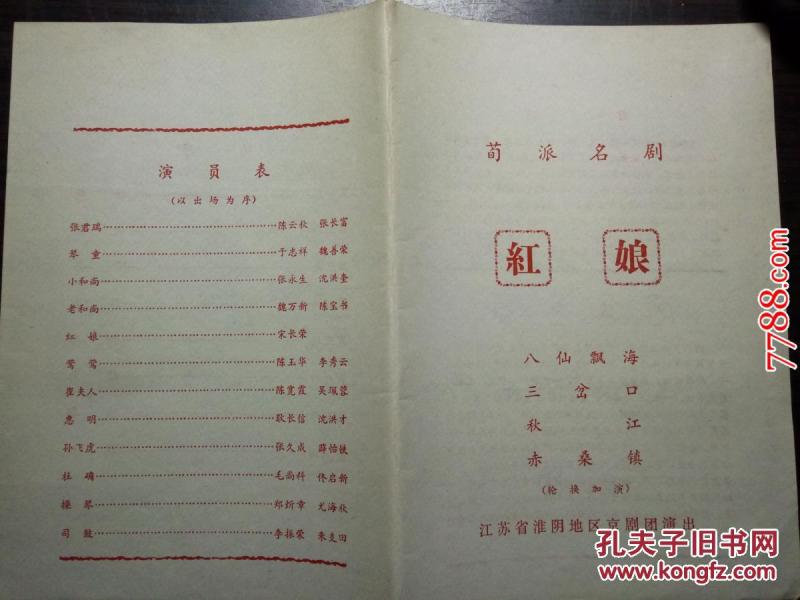 演员表
(以出场为序)
张君瑞 陈云秋 张长富
琴童 于志祥 魏善荣
小和尚 张永生 沈洪奎
老和尚 魏万新 陈宝书
红娘 宋长荣
莺莺 陈玉华 李秀云
崔夫人 陈宽霞 吴珮蓉
惠明 耿长信 沈洪才
孙飞虎 张久成 薛怡铁
杜确 毛尚科 佟启新
操琴 郑炘章 尤海秋
司鼓 李振荣 朱支田
荀派名剧
紅娘
八仙飘海
三岔口
秋江
赤桑镇
(轮换加演)
江苏省淮阴地区京剧团演出
7788.com
孔夫子旧书网
kongfz.com